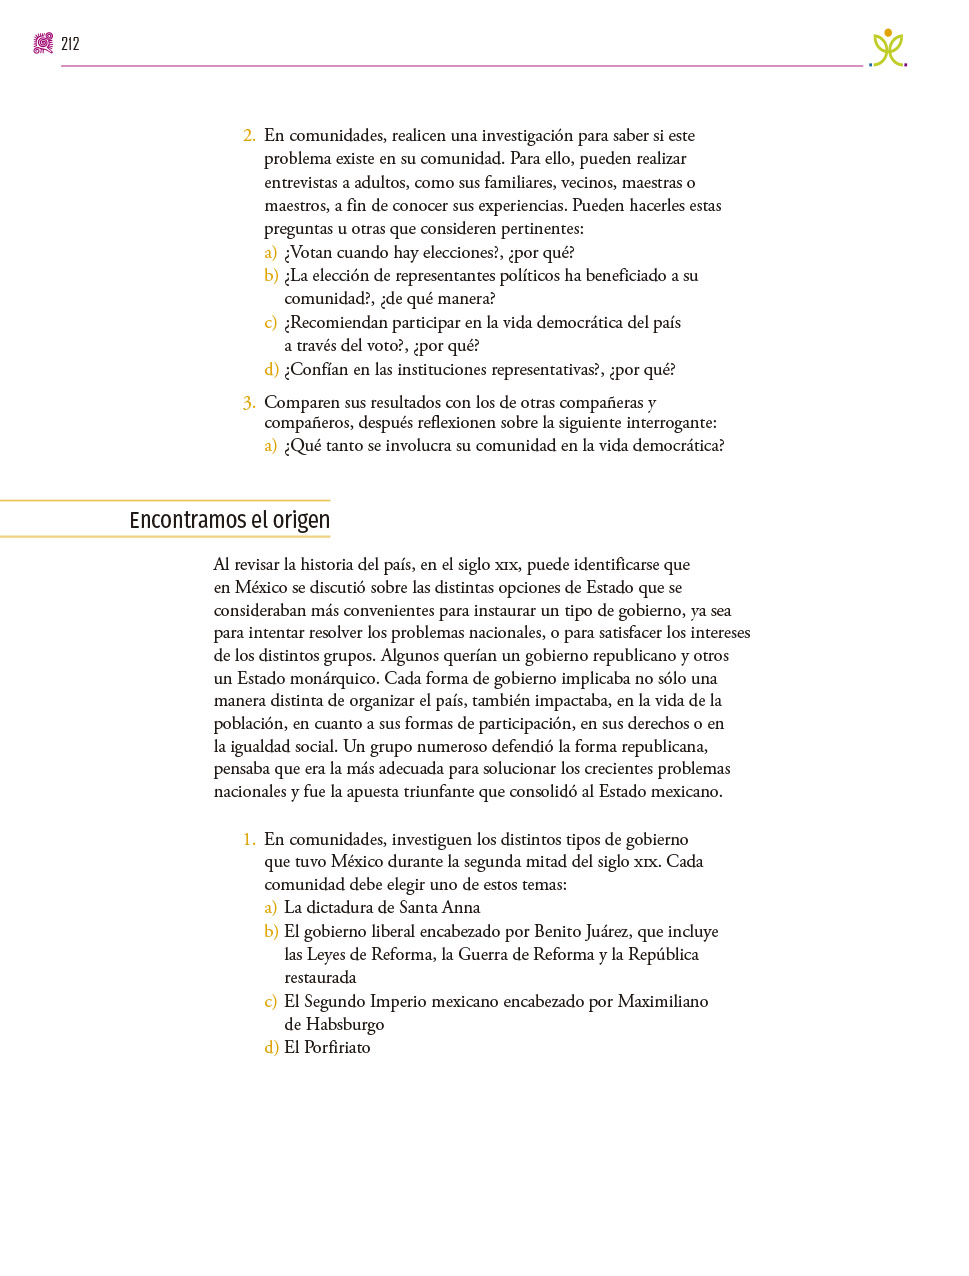 212
2. En comunidades, realicen una investigación para saber si este
problema existe en su comunidad. Para ello, pueden realizar
entrevistas a adultos, como sus familiares, vecinos, maestras o
maestros, a fin de conocer sus experiencias. Pueden hacerles estas
preguntas u otras que consideren pertinentes:
a) ¿Votan cuando hay elecciones?, ¿por qué?
b) ¿La elección de representantes políticos ha beneficiado a su
comunidad?, ¿de qué manera?
c) ¿Recomiendan participar en la vida democrática del país
a través del voto?, ¿por qué?
d) ¿Confían en las instituciones representativas?, ¿por qué?
3. Comparen sus resultados con los de otras compañeras y
compañeros, después reflexionen sobre la siguiente interrogante:
a) ¿Qué tanto se involucra su comunidad en la vida democrática?
Encontramos el origen
Al revisar la historia del país, en el siglo XIX, puede identificarse que
en México se discutió sobre las distintas opciones de Estado que se
consideraban más convenientes para instaurar un tipo de gobierno, ya sea
para intentar resolver los problemas nacionales, o para satisfacer los intereses
de los distintos grupos. Algunos querían un gobierno republicano y otros
un Estado monárquico. Cada forma de gobierno implicaba no sólo una
manera distinta de organizar el país, también impactaba, en la vida de la
población, en cuanto a sus formas de participación, en sus derechos o en
la igualdad social. Un grupo numeroso defendió la forma republicana,
pensaba que era la más adecuada para solucionar los crecientes problemas
nacionales y fue la apuesta triunfante que consolidó al Estado mexicano.
1. En comunidades, investiguen los distintos tipos de gobierno
que tuvo México durante la segunda mitad del siglo XIX. Cada
comunidad debe elegir uno de estos temas:
a) La dictadura de Santa Anna
b) El gobierno liberal encabezado por Benito Juárez, que incluye
las Leyes de Reforma, la Guerra de Reforma y la República
restaurada
c) El Segundo Imperio mexicano encabezado por Maximiliano
de Habsburgo
d) El Porfiriato